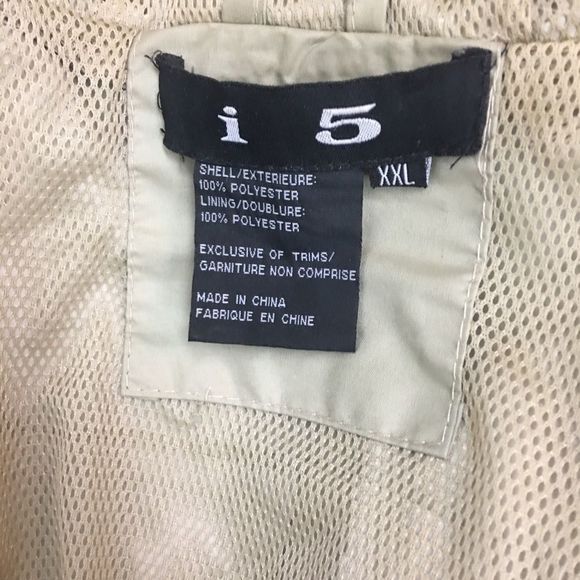 i 5
XXL
SHELL/EXTERIEURE:
100% POLYESTER
LINING/DOUBLURE:
100% POLYESTER
EXCLUSIVE OF TRIMS/
GARNITURE NON COMPRISE
MADE IN CHINA
FABRIQUE EN CHINE